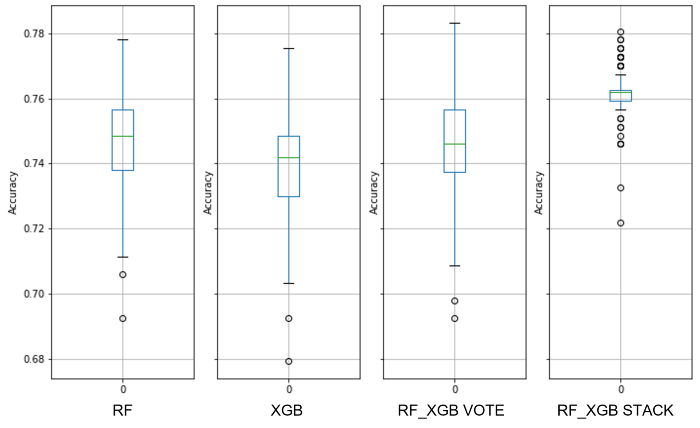 Accuracy
0.78
0.76
0.74
0.72
0.70
0.68
0
RF
Accuracy
0
XGB
Accuracy
0
RF_XGB VOTE
Accuracy
0
RF_XGB STACK